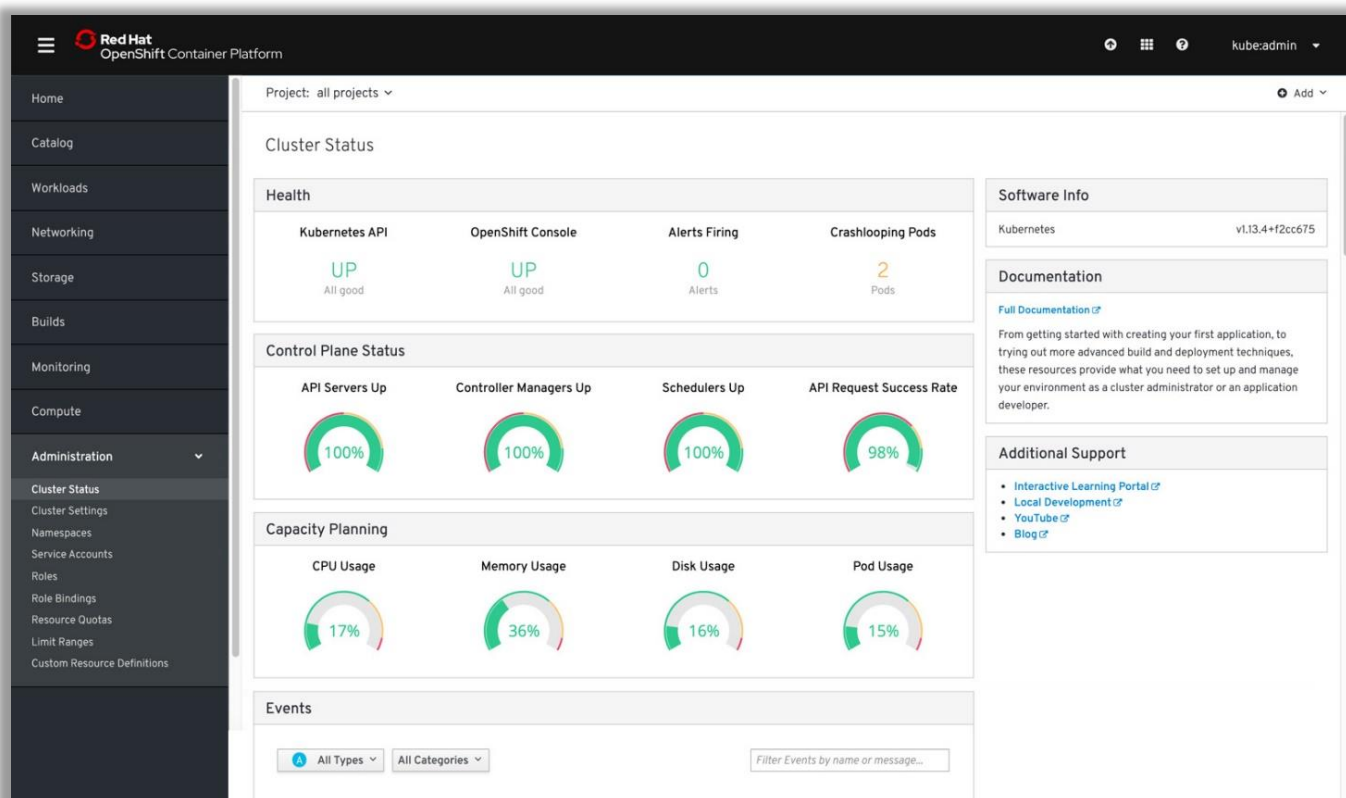 Red Hat
OpenShift Container Platform
kube:admin
Home
Catalog
Workloads
Networking
Storage
Builds
Monitoring
Compute
Administration
Cluster Status
Cluster Settings
Namespaces
Service Accounts
Roles
Role Bindings
Resource Quotas
Limit Ranges
Custom Resource Definitions
Project: all projects
Add
Cluster Status
Health
Kubernetes API
OpenShift Console
Alerts Firing
Crashlooping Pods
UP
UP
0
2
All good
All good
Alerts
Pods
Control Plane Status
API Servers Up
Controller Managers Up
Schedulers Up
API Request Success Rate
100%
100%
100%
98%
Capacity Planning
CPU Usage
Memory Usage
Disk Usage
Pod Usage
17%
36%
16%
15%
Events
A All Types
All Categories
Filter Events by name or message...
Software Info
Kubernetes
v1.13.4+f2cc675
Documentation
Full Documentation
From getting started with creating your first application, to
trying out more advanced build and deployment techniques,
these resources provide what you need to set up and manage
your environment as a cluster administrator or an application
developer.
Additional Support
• Interactive Learning Portal
• Local Development
• YouTube
• Blog